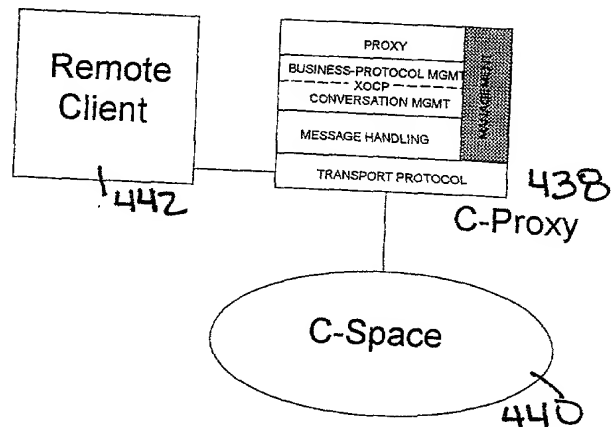 PROXY
BUSINESS-PROTOCOL MGMT
XOCP
CONVERSATION MGMT
MESSAGE HANDLING
TRANSPORT PROTOCOL
MANAGEMENT
Remote
Client
442
438
C-Proxy
C-Space
440